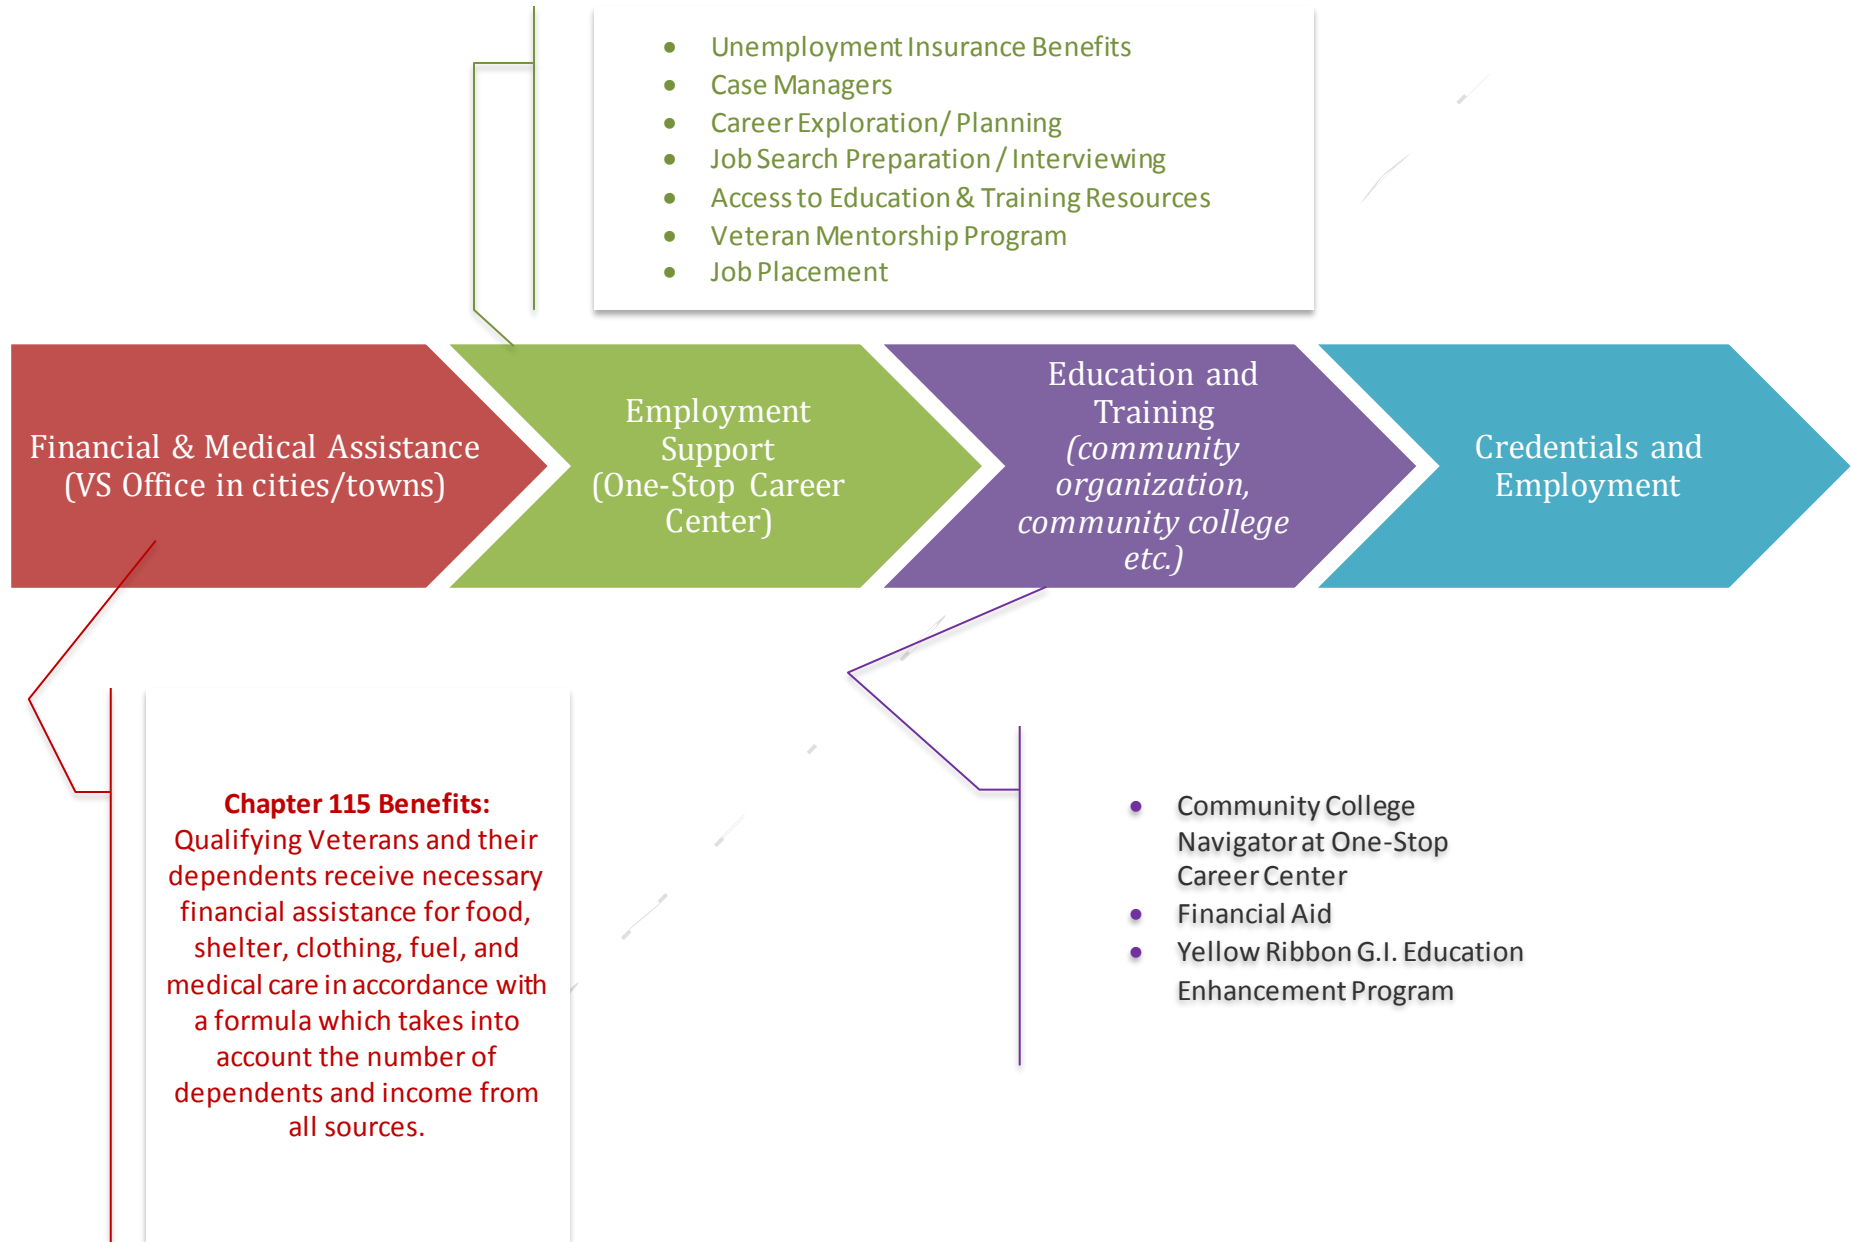 • Unemployment Insurance Benefits
• Case Managers
• Career Exploration/ Planning
• Job Search Preparation / Interviewing
• Access to Education & Training Resources
• Veteran Mentorship Program
• Job Placement
Financial & Medical Assistance
(VS Office in cities/towns)
Employment
Support
(One-Stop Career
Center)
Education and
Training
(community
organization,
community college
etc.)
Credentials and
Employment
Chapter 115 Benefits:
Qualifying Veterans and their
dependents receive necessary
financial assistance for food,
shelter, clothing, fuel, and
medical care in accordance with
a formula which takes into
account the number of
dependents and income from
all sources.
• Community College
Navigator at One-Stop
Career Center
• Financial Aid
• Yellow Ribbon G.I. Education
Enhancement Program